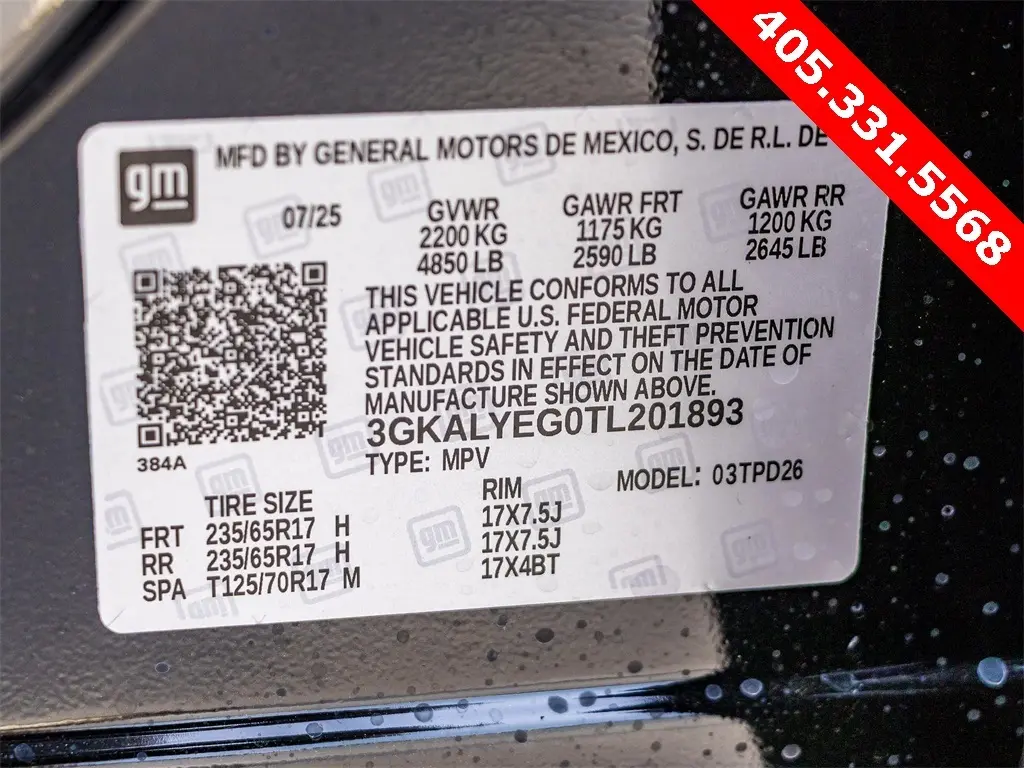 405.331.5568
gm MFD BY GENERAL MOTORS DE MEXICO, S. DE R.L. DE
07/25 GVWR GAWR FRT GAWR RR
2200 KG 1175 KG 1200 KG
4850 LB 2590 LB 2645 LB
THIS VEHICLE CONFORMS TO ALL
APPLICABLE U.S. FEDERAL MOTOR
VEHICLE SAFETY AND THEFT PREVENTION
STANDARDS IN EFFECT ON THE DATE OF
MANUFACTURE SHOWN ABOVE.
3GKALYEG0TL201893
384A
TYPE: MPV MODEL: 03TPD26
TIRE SIZE RIM
FRT 235/65R17 H 17X7.5J
RR 235/65R17 H 17X7.5J
SPA T125/70R17 M 17X4BT